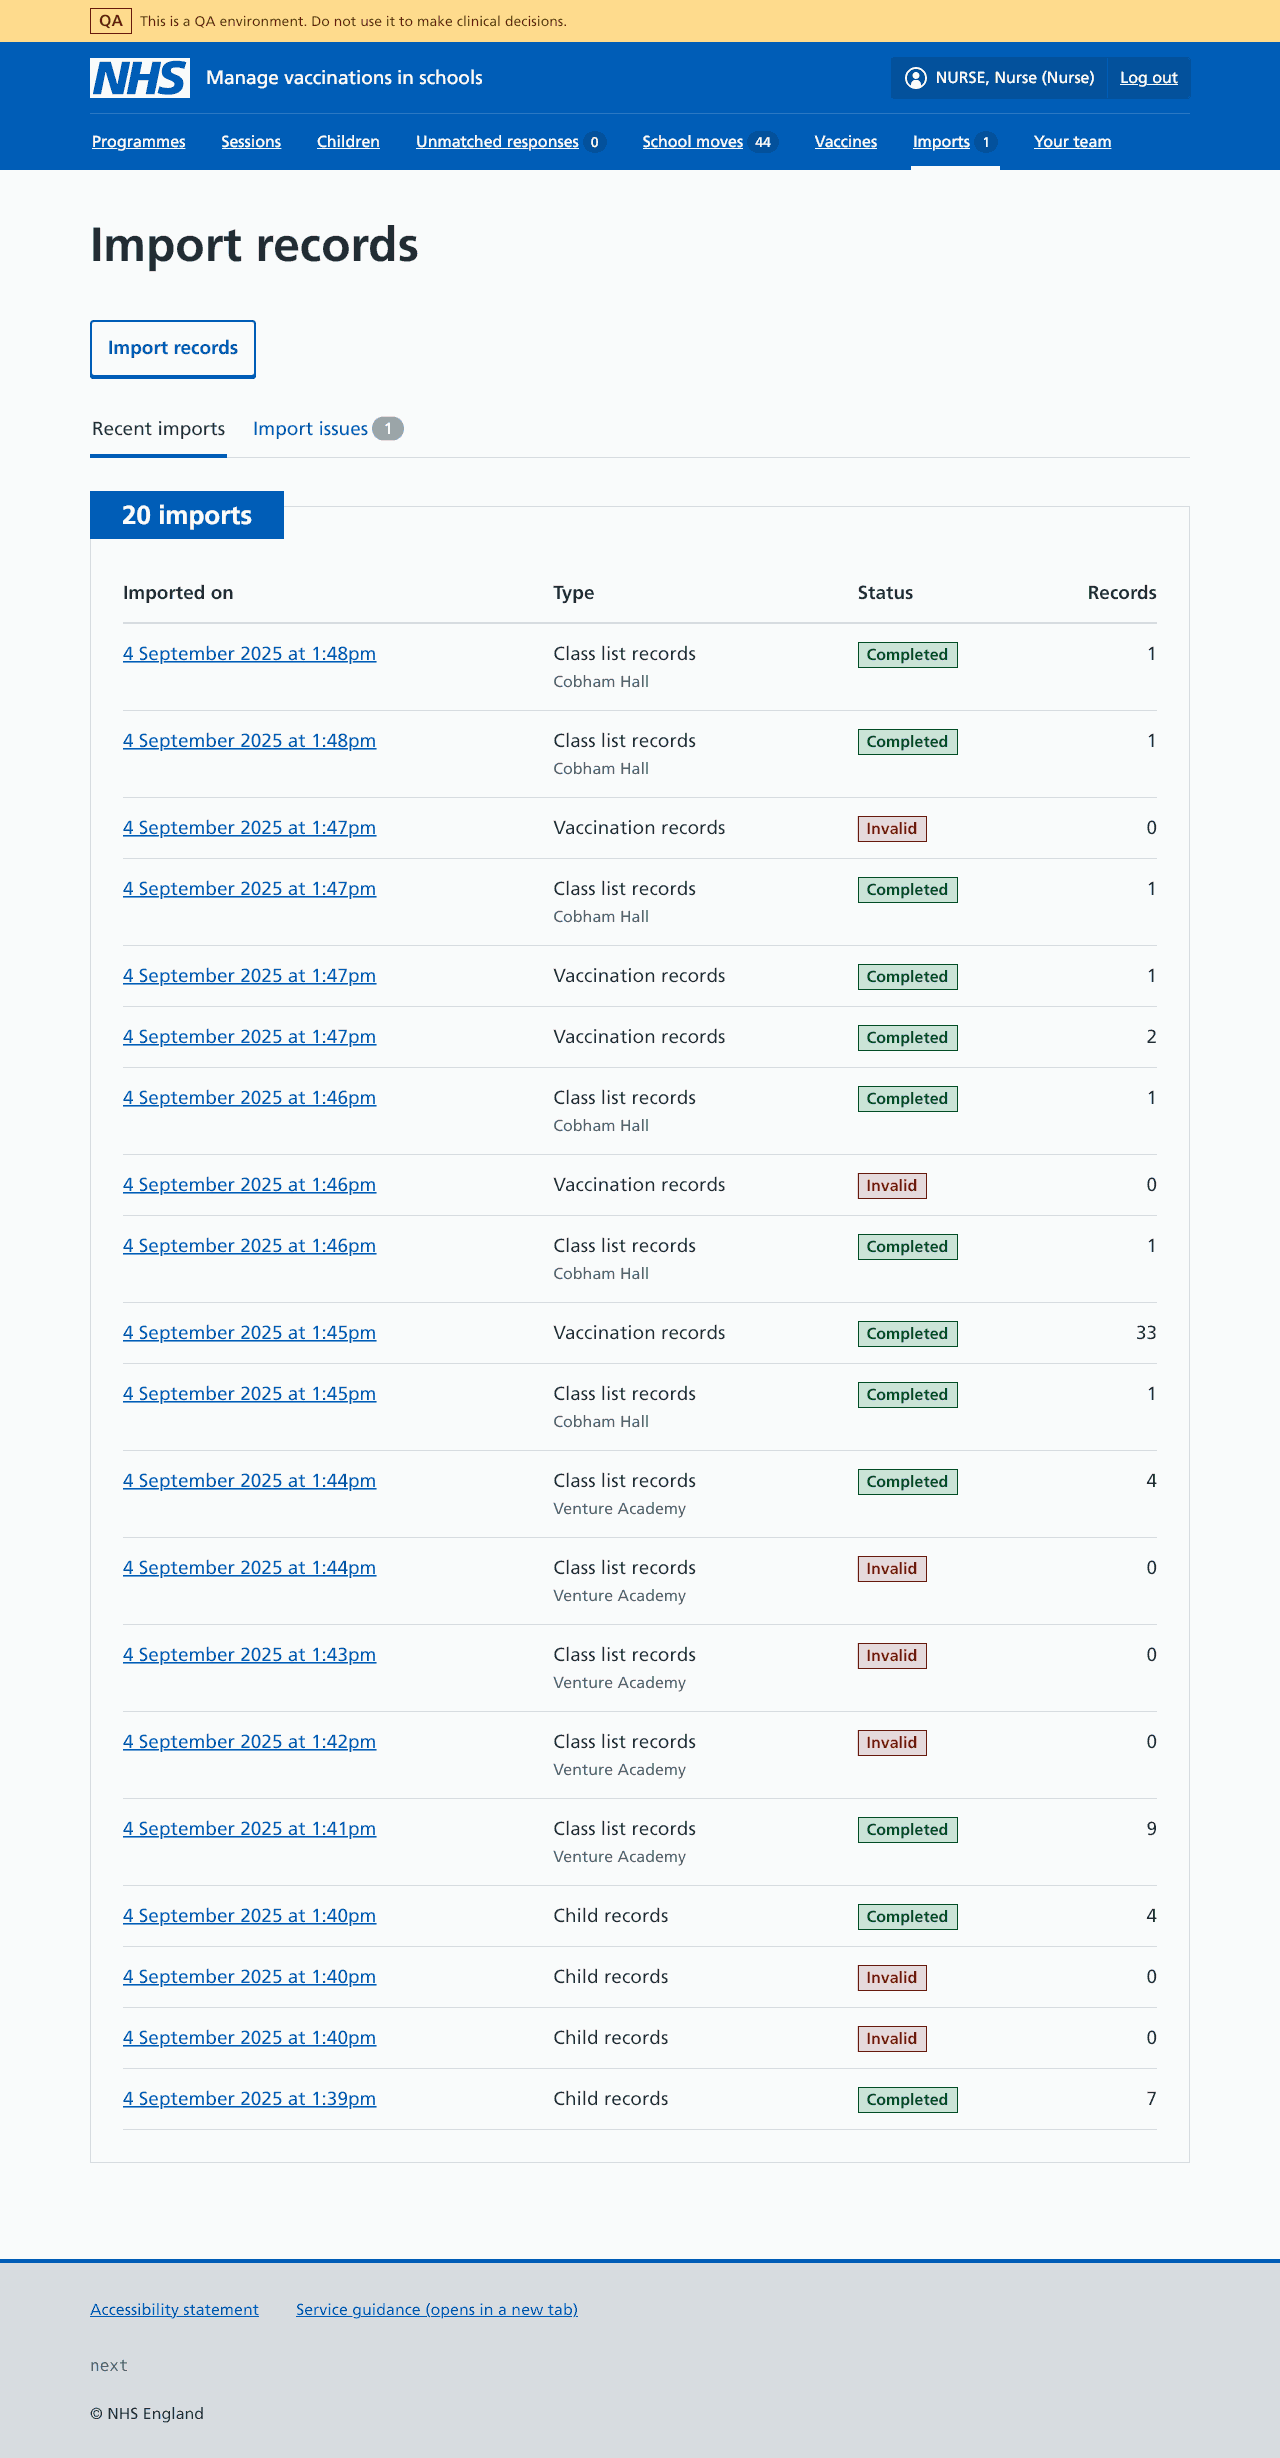 QA This is a QA environment. Do not use it to make clinical decisions.
NHS Manage vaccinations in schools NURSE, Nurse (Nurse) Log out
Programmes Sessions Children Unmatched responses 0 School moves 44 Vaccines Imports 1 Your team
Import records
Import records
Recent imports Import issues 1
20 imports
Imported on Type Status Records
4 September 2025 at 1:48pm Class list records Completed 1
Cobham Hall
4 September 2025 at 1:48pm Class list records Completed 1
Cobham Hall
4 September 2025 at 1:47pm Vaccination records Invalid 0
4 September 2025 at 1:47pm Class list records Completed 1
Cobham Hall
4 September 2025 at 1:47pm Vaccination records Completed 1
4 September 2025 at 1:47pm Vaccination records Completed 2
4 September 2025 at 1:46pm Class list records Completed 1
Cobham Hall
4 September 2025 at 1:46pm Vaccination records Invalid 0
4 September 2025 at 1:46pm Class list records Completed 1
Cobham Hall
4 September 2025 at 1:45pm Vaccination records Completed 33
4 September 2025 at 1:45pm Class list records Completed 1
Cobham Hall
4 September 2025 at 1:44pm Class list records Completed 4
Venture Academy
4 September 2025 at 1:44pm Class list records Invalid 0
Venture Academy
4 September 2025 at 1:43pm Class list records Invalid 0
Venture Academy
4 September 2025 at 1:42pm Class list records Invalid 0
Venture Academy
4 September 2025 at 1:41pm Class list records Completed 9
Venture Academy
4 September 2025 at 1:40pm Child records Completed 4
4 September 2025 at 1:40pm Child records Invalid 0
4 September 2025 at 1:40pm Child records Invalid 0
4 September 2025 at 1:39pm Child records Completed 7
Accessibility statement Service guidance (opens in a new tab)
next
© NHS England